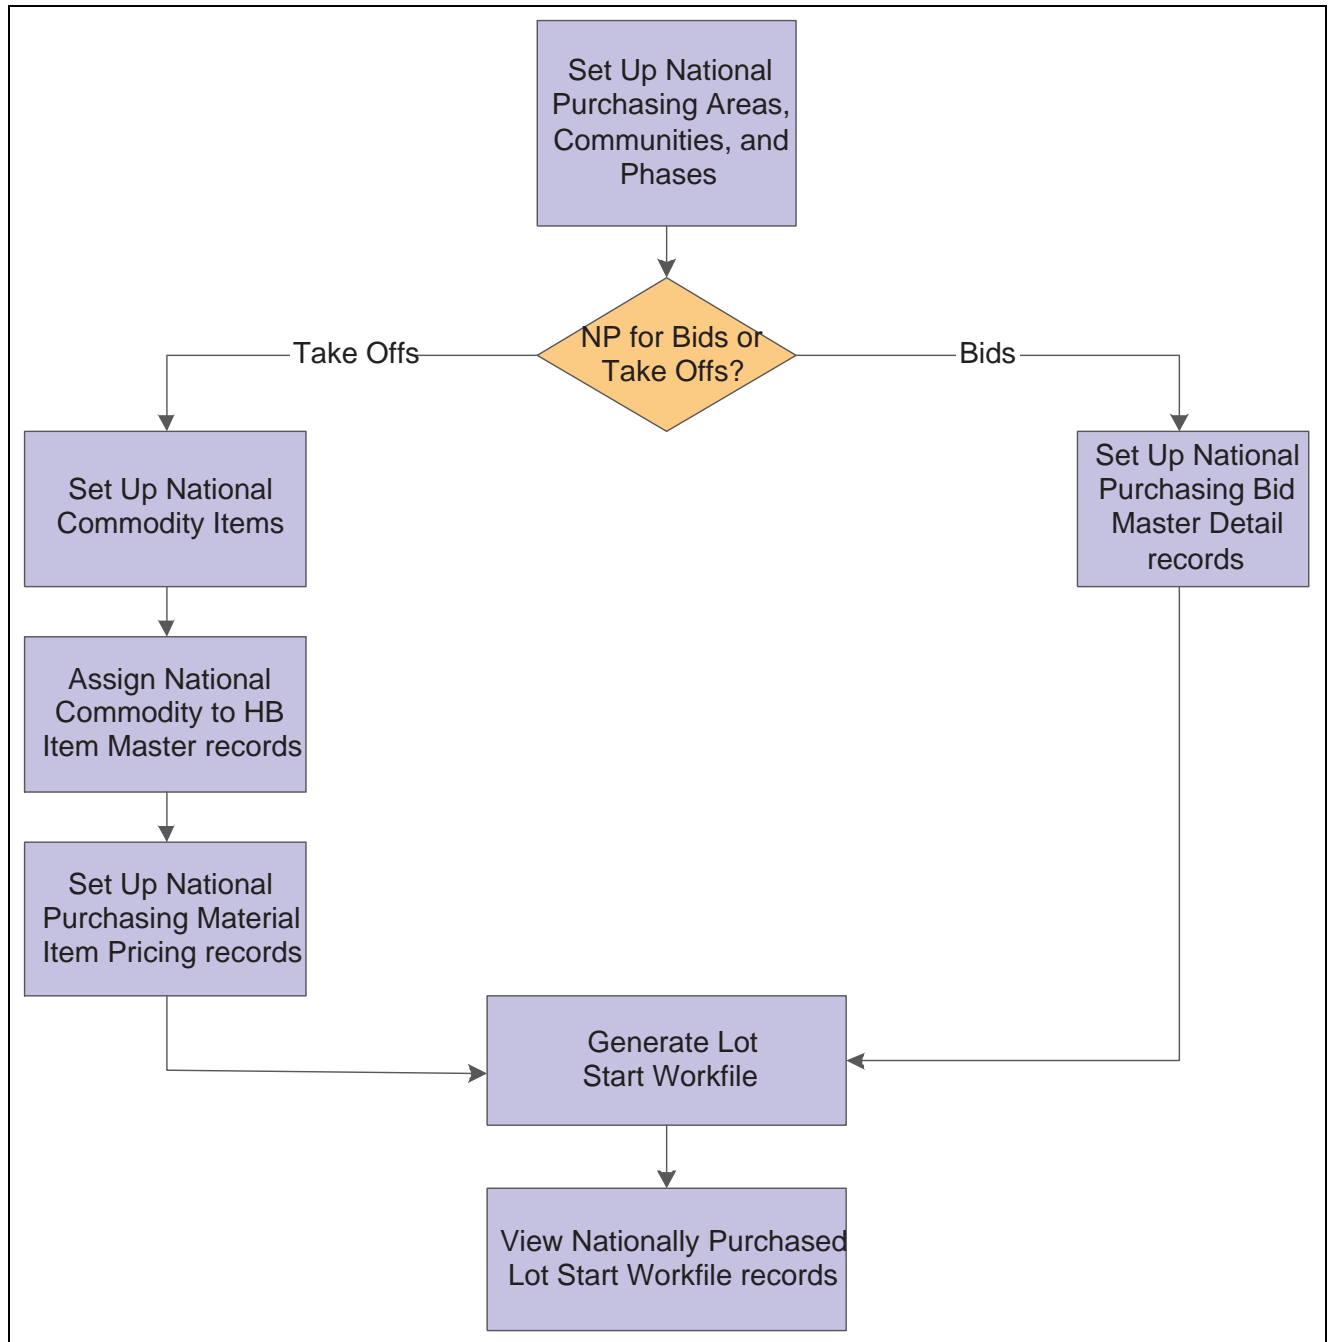 Set Up National
Purchasing Areas,
Communities, and
Phases
NP for Bids or
Take Offs?
Take Offs
Bids
Set Up National
Commodity Items
Set Up National
Purchasing Bid
Master Detail
records
Assign National
Commodity to HB
Item Master records
Set Up National
Purchasing Material
Item Pricing records
Generate Lot
Start Workfile
View Nationally Purchased
Lot Start Workfile records